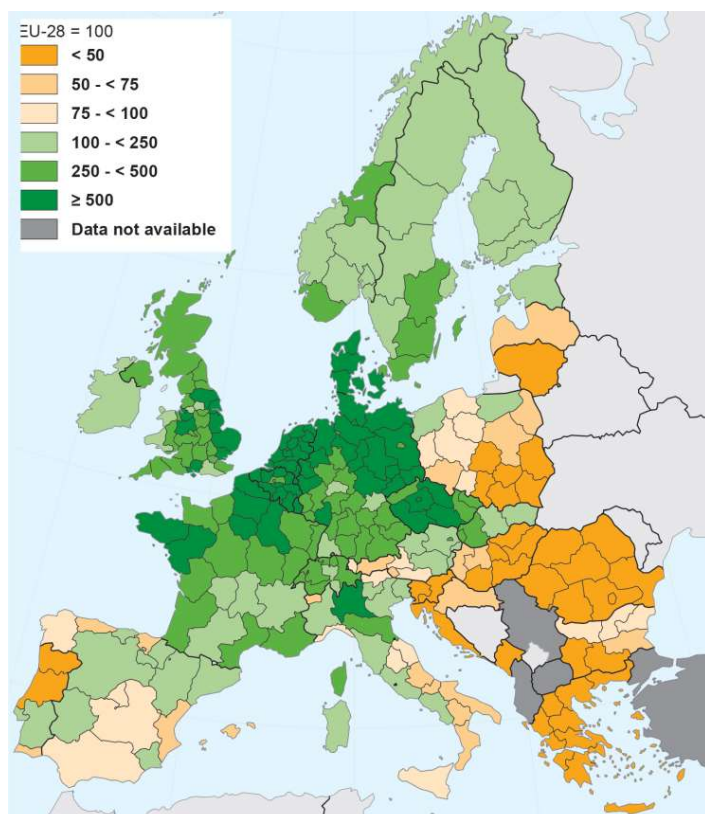 EU-28 = 100
< 50
50 - < 75
75 - < 100
100 - < 250
250 - < 500
≥ 500
Data not available